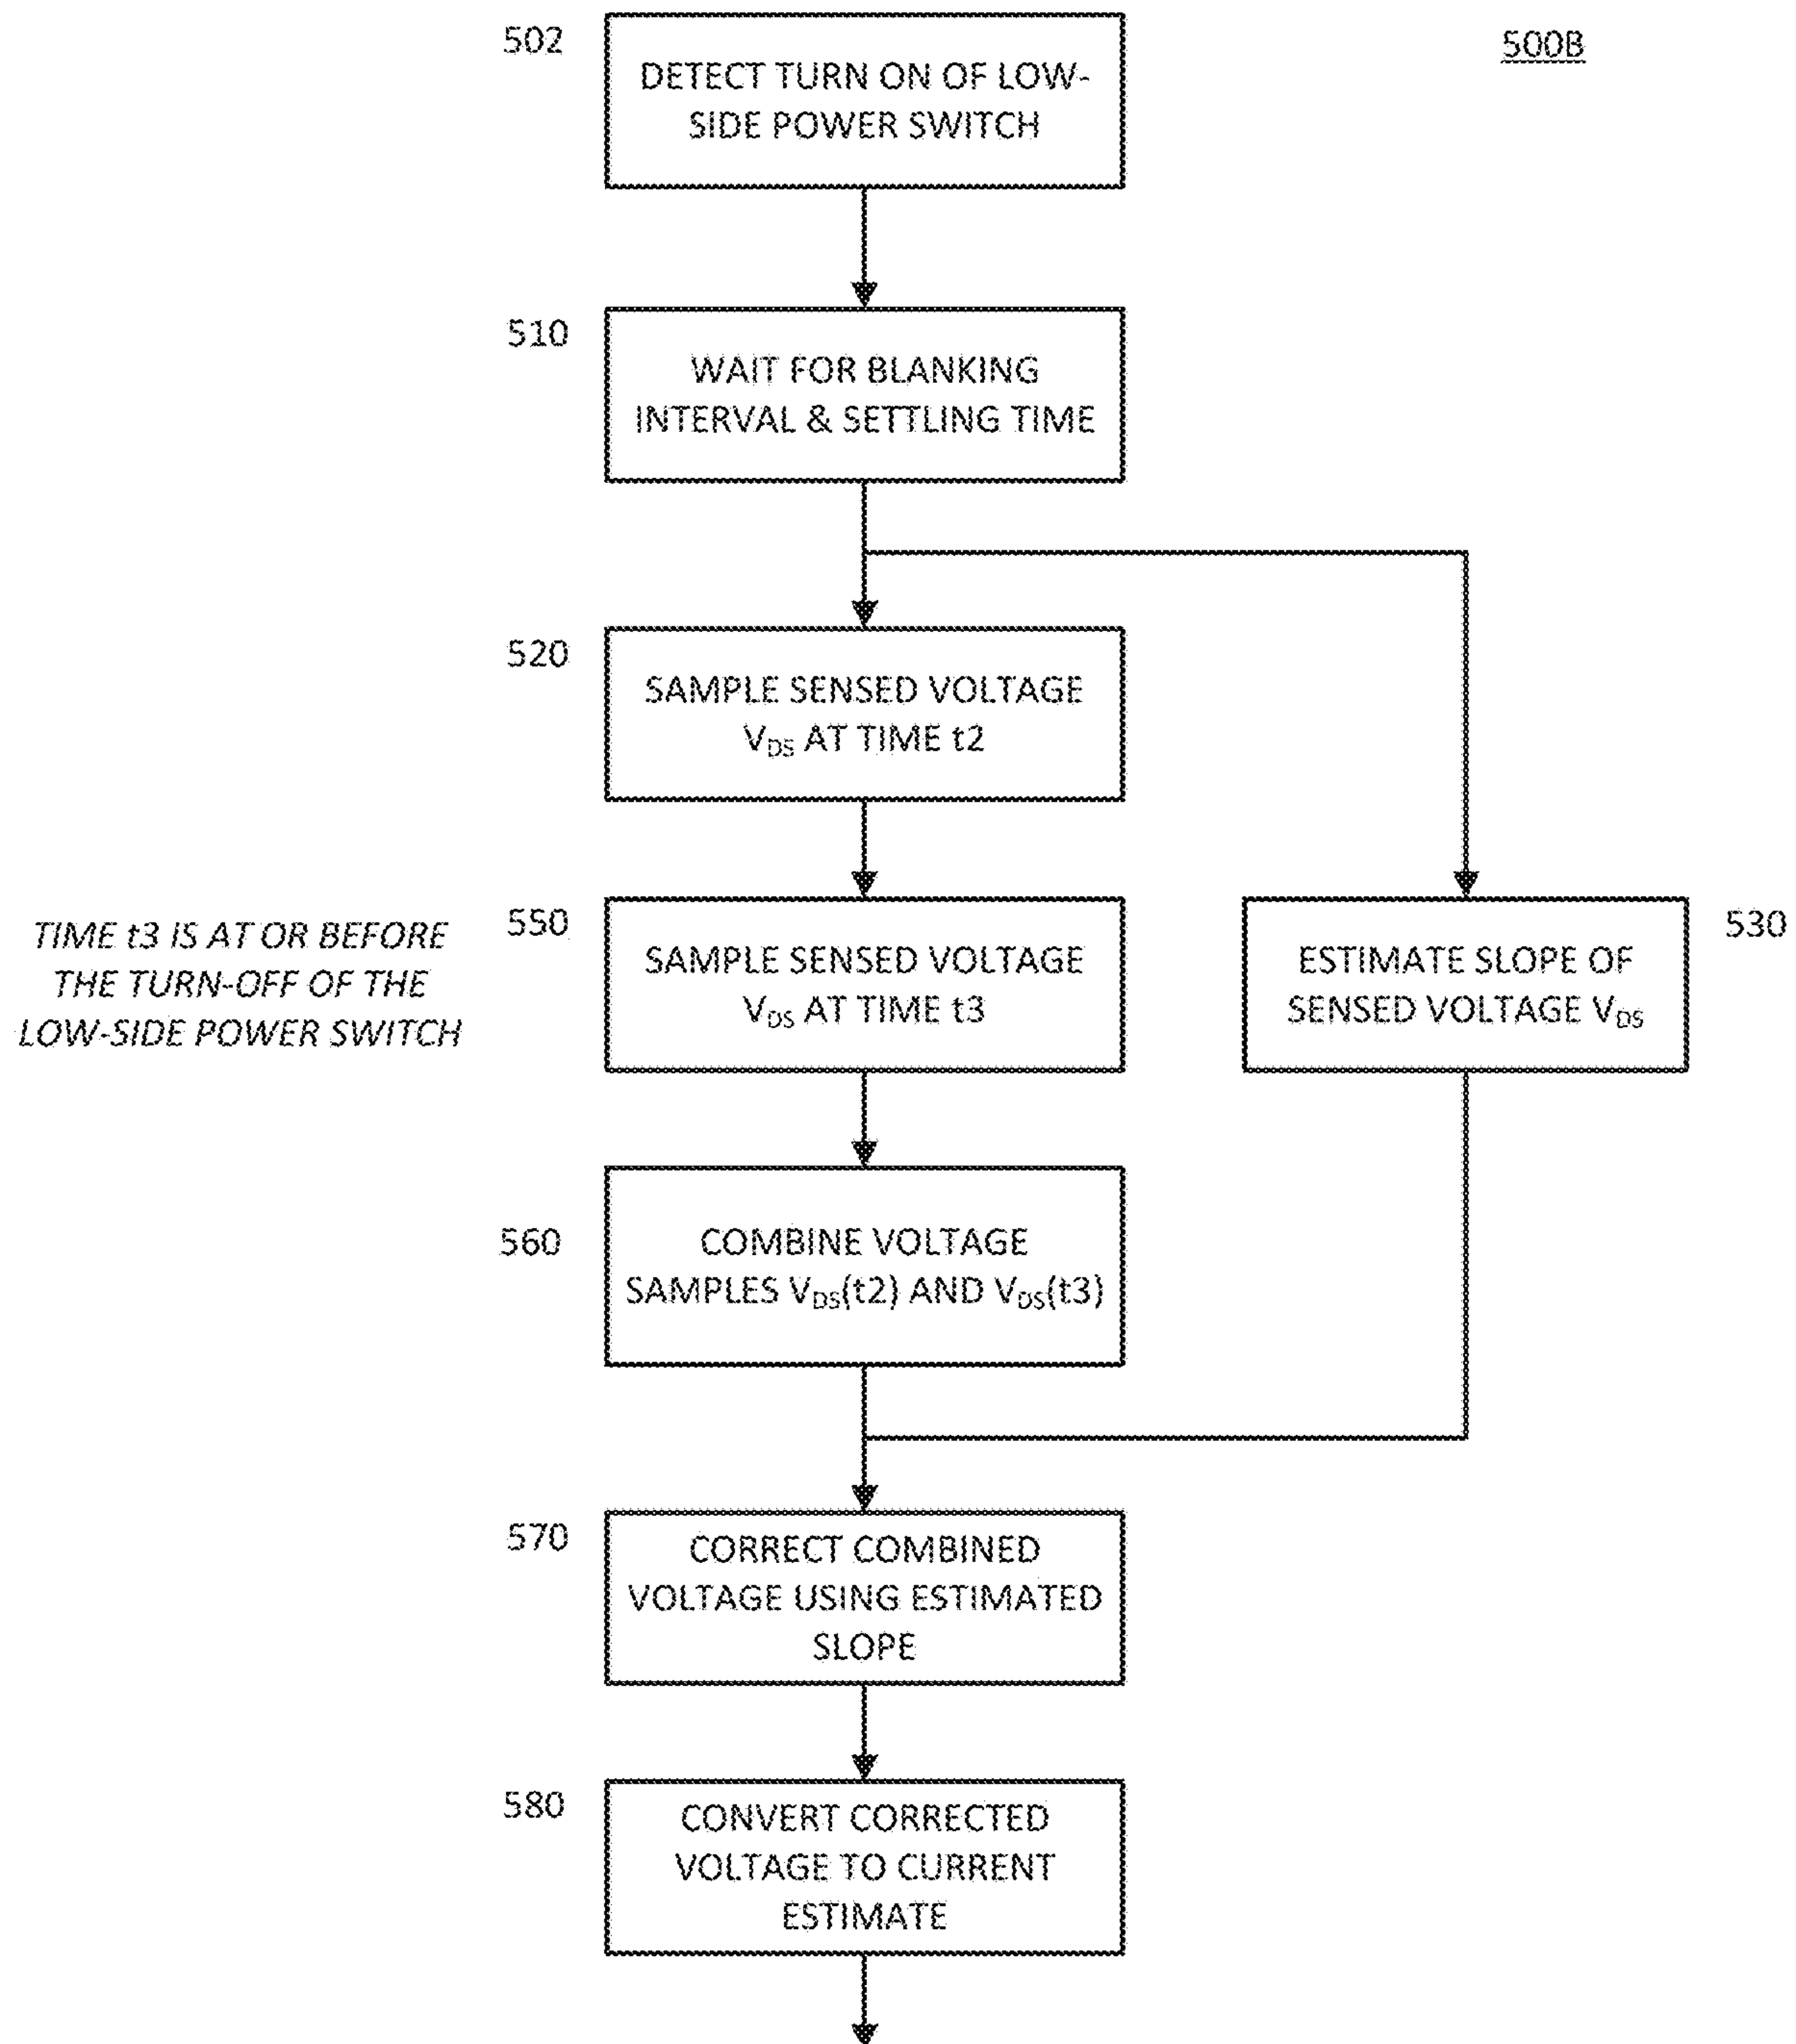 502
500B
DETECT TURN ON OF LOW-
SIDE POWER SWITCH
510
WAIT FOR BLANKING
INTERVAL & SETTLING TIME
520
SAMPLE SENSED VOLTAGE
VDS AT TIME t2
TIME t3 IS AT OR BEFORE
THE TURN-OFF OF THE
LOW-SIDE POWER SWITCH
550
SAMPLE SENSED VOLTAGE
VDS AT TIME t3
530
ESTIMATE SLOPE OF
SENSED VOLTAGE VDS
560
COMBINE VOLTAGE
SAMPLES VDS(t2) AND VDS(t3)
570
CORRECT COMBINED
VOLTAGE USING ESTIMATED
SLOPE
580
CONVERT CORRECTED
VOLTAGE TO CURRENT
ESTIMATE